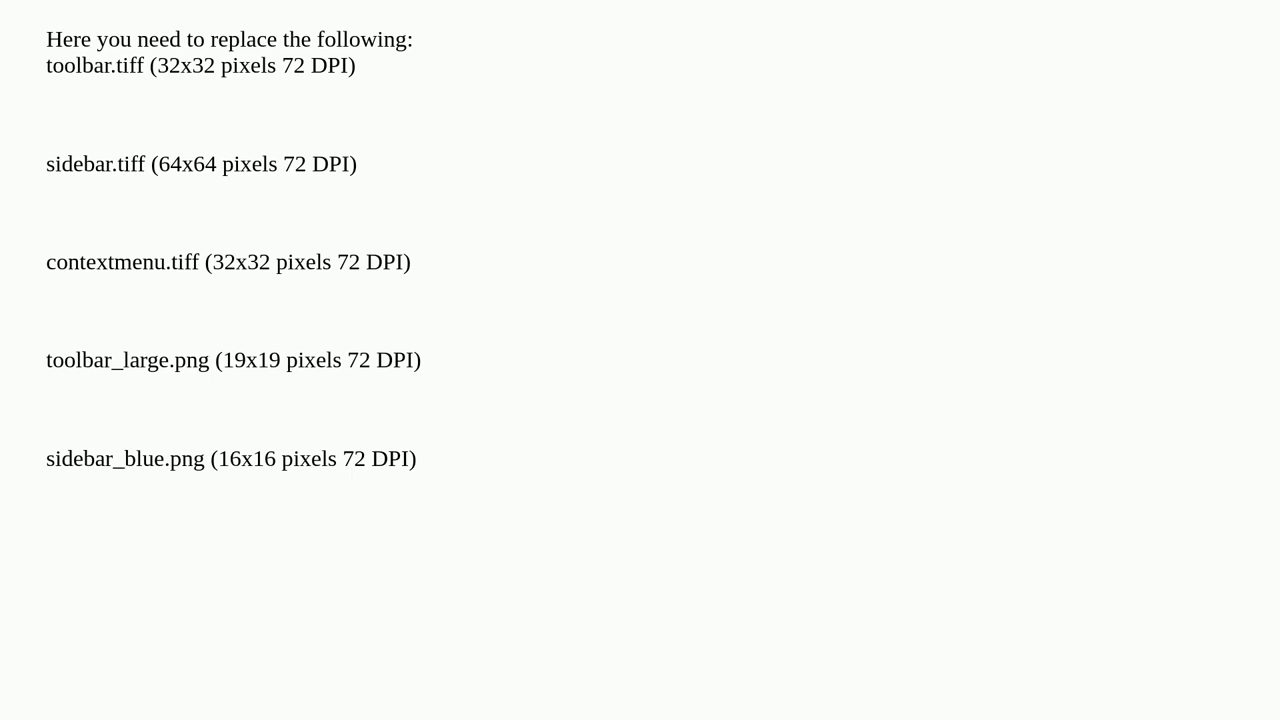 Here you need to replace the following:
toolbar.tiff (32x32 pixels 72 DPI)
sidebar.tiff (64x64 pixels 72 DPI)
contextmenu.tiff (32x32 pixels 72 DPI)
toolbar_large.png (19x19 pixels 72 DPI)
sidebar_blue.png (16x16 pixels 72 DPI)